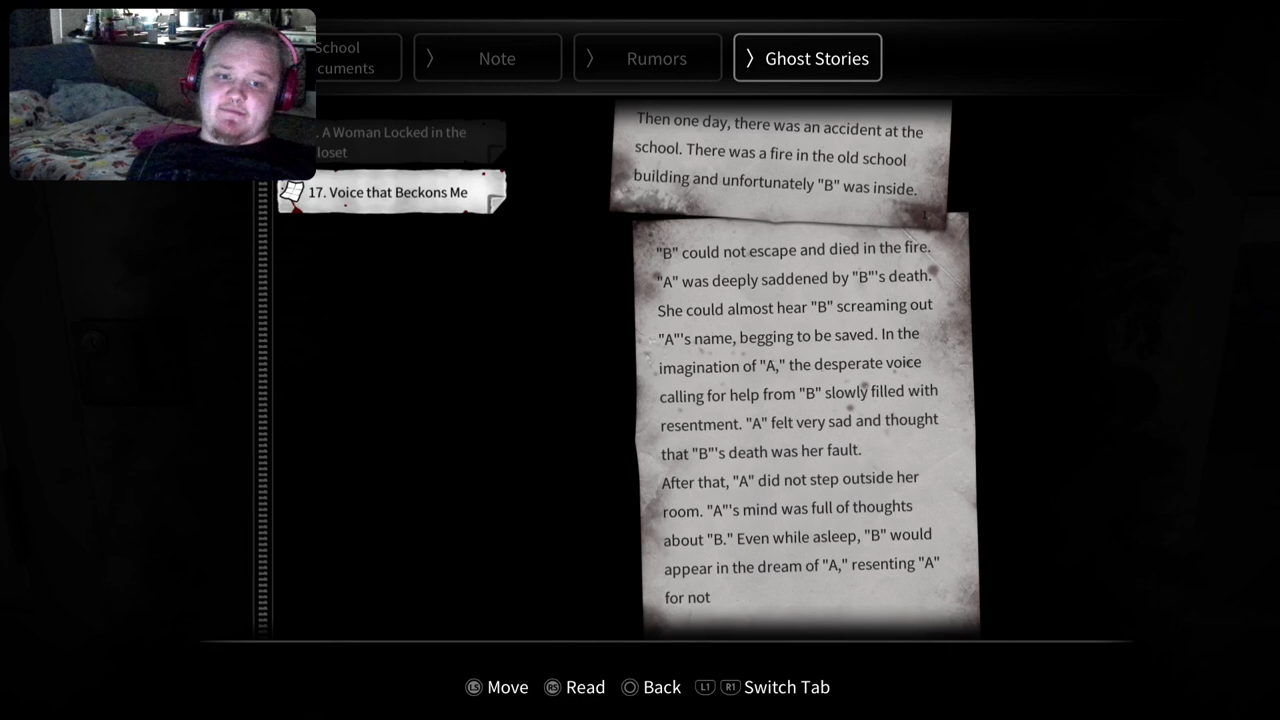 School
cuments
Note
Rumors
Ghost Stories
. A Woman Locked in the
loset
17. Voice that Beckons Me
Then one day, there was an accident at the
school. There was a fire in the old school
building and unfortunately "B" was inside.
"B" could not escape and died in the fire.
"A" was deeply saddened by "B"'s death.
She could almost hear "B" screaming out
"A"'s name, begging to be saved. In the
imagination of "A," the desperate voice
calling for help from "B" slowly filled with
resentment. "A" felt very sad and thought
that "B"'s death was her fault.
After that, "A" did not step outside her
room. "A"'s mind was full of thoughts
about "B." Even while asleep, "B" would
appear in the dream of "A," resenting "A"
for not
LS Move RS Read Back L1 R1 Switch Tab